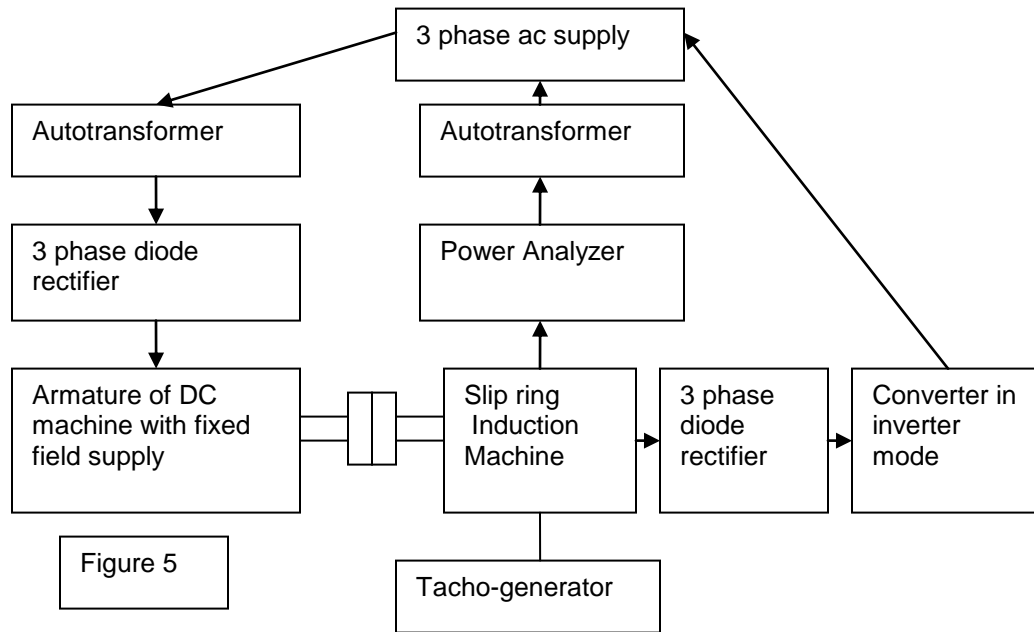 3 phase ac supply
Autotransformer
Autotransformer
3 phase diode
rectifier
Power Analyzer
Armature of DC
machine with fixed
field supply
Slip ring
Induction
Machine
3 phase
diode
rectifier
Converter in
inverter
mode
Figure 5
Tacho-generator